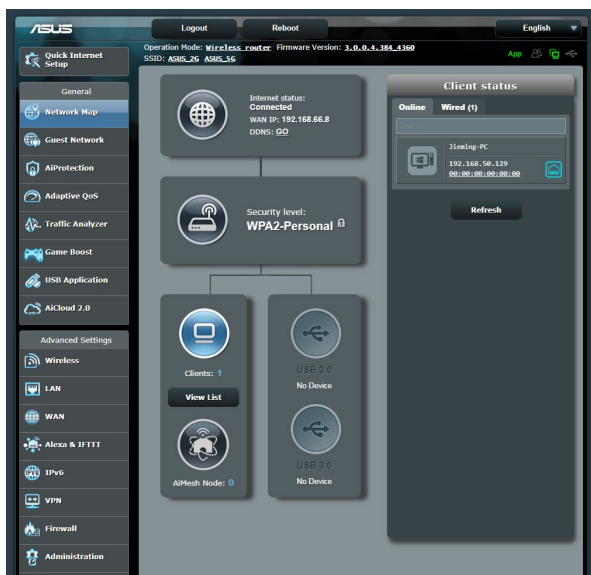 ASUS
Logout
Reboot
English
Quick Internet
Setup
Operation Mode: Wireless router Firmware Version: 3.0.0.4.384_4360
SSID: ASUS_2G ASUS_5G
App
General
Network Map
Guest Network
AiProtection
Adaptive QoS
Traffic Analyzer
Game Boost
USB Application
AiCloud 2.0
Advanced Settings
Wireless
LAN
WAN
Alexa & IFTTT
IPv6
VPN
Firewall
Administration
Internet status:
Connected
WAN IP: 192.168.66.8
DDNS: GO
Security level:
WPA2-Personal
Clients: 1
View List
AiMesh Node: 0
USB 3.0
No Device
USB 3.0
No Device
Client status
Online Wired (1)
Jieming-PC
192.168.50.129
00:00:00:00:00:00
Refresh